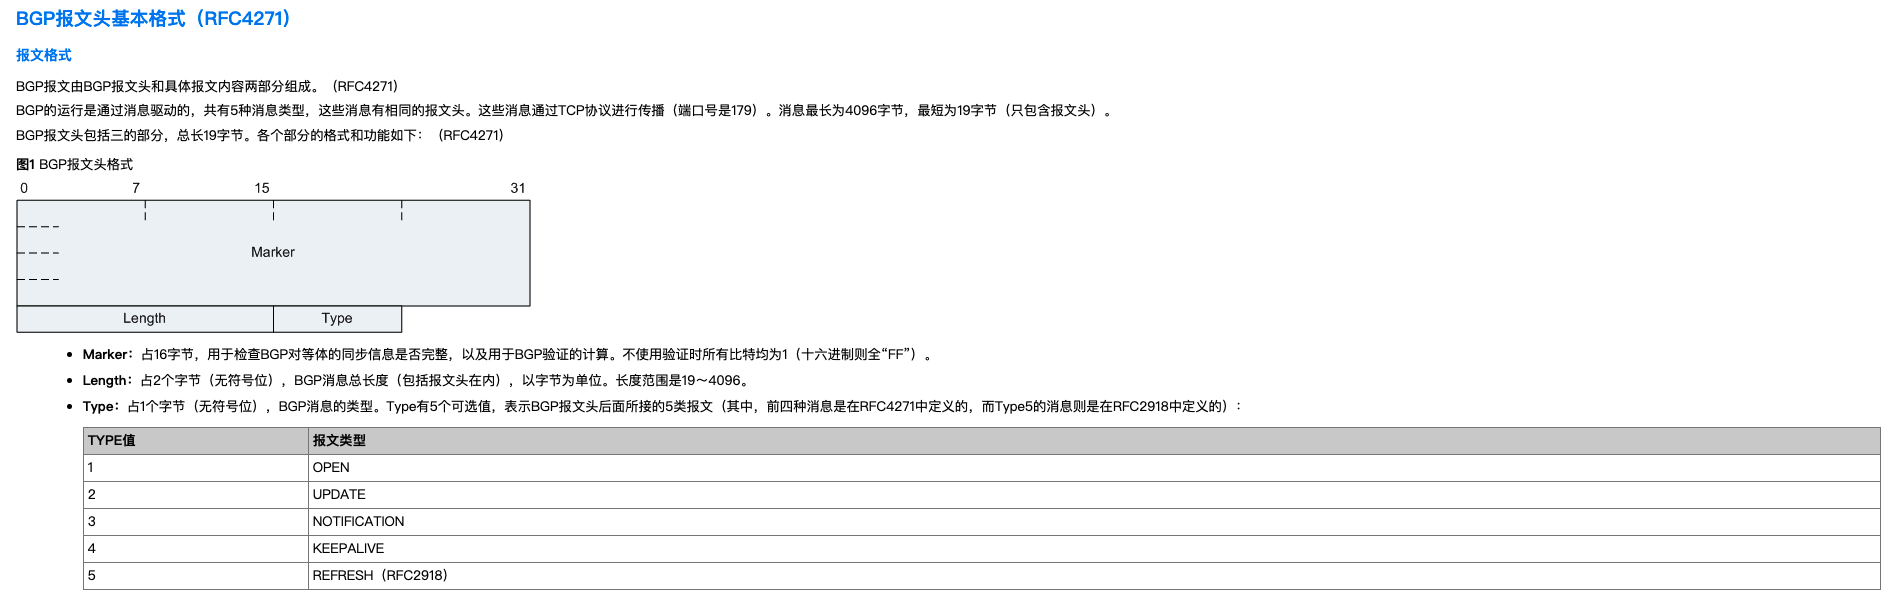 BGP报文头基本格式（RFC4271）
报文格式
BGP报文由BGP报文头和具体报文内容两部分组成。（RFC4271）
BGP的运行是通过消息驱动的，共有5种消息类型，这些消息有相同的报文头。这些消息通过TCP协议进行传播（端口号是179）。消息最长为4096字节，最短为19字节（只包含报文头）。
BGP报文头包括三的部分，总长19字节。各个部分的格式和功能如下：（RFC4271）
图1 BGP报文头格式
0 7 15 31
Marker
Length Type
• Marker：占16字节，用于检查BGP对等体的同步信息是否完整，以及用于BGP验证的计算。不使用验证时所有比特均为1（十六进制则全“FF”）。
• Length：占2个字节（无符号位），BGP消息总长度（包括报文头在内），以字节为单位。长度范围是19～4096。
• Type：占1个字节（无符号位），BGP消息的类型。Type有5个可选值，表示BGP报文头后面所接的5类报文（其中，前四种消息是在RFC4271中定义的，而Type5的消息则是在RFC2918中定义的）：
TYPE值 报文类型
1 OPEN
2 UPDATE
3 NOTIFICATION
4 KEEPALIVE
5 REFRESH（RFC2918）